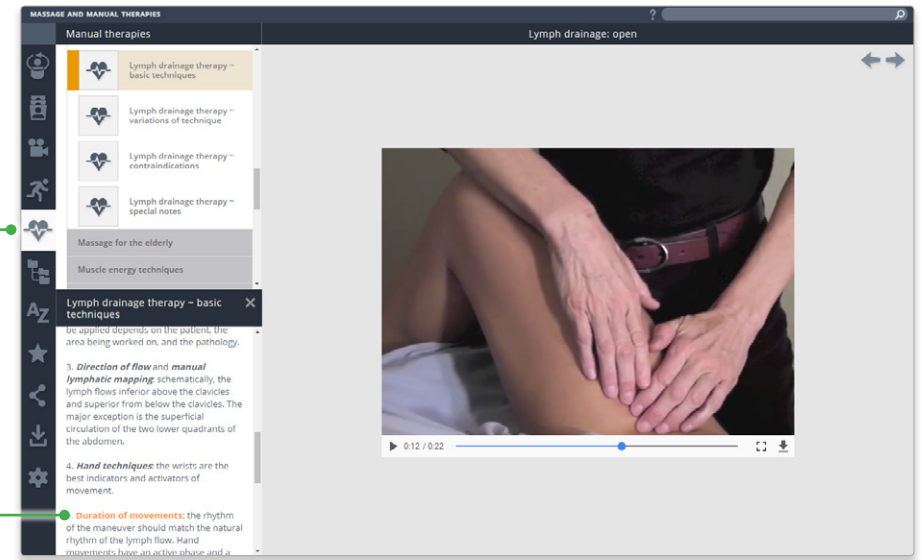 MASSAGE AND MANUAL THERAPIES
?
Manual therapies
Lymph drainage: open
Lymph drainage therapy ~
basic techniques
Lymph drainage therapy ~
variations of technique
Lymph drainage therapy ~
contraindications
Lymph drainage therapy ~
special notes
Massage for the elderly
Muscle energy techniques
AZ
Lymph drainage therapy ~ basic
techniques
be applied depends on the patient, the
area being worked on, and the pathology.
3. Direction of flow and manual
lymphatic mapping: schematically, the
lymph flows inferior above the clavicles
and superior from below the clavicles. The
major exception is the superficial
circulation of the two lower quadrants of
the abdomen.
4. Hand techniques: the wrists are the
best indicators and activators of
movement.
. Duration of movements: the rhythm
of the maneuver should match the natural
rhythm of the lymph flow. Hand
movements have an active phase and a
0:12 / 0:22